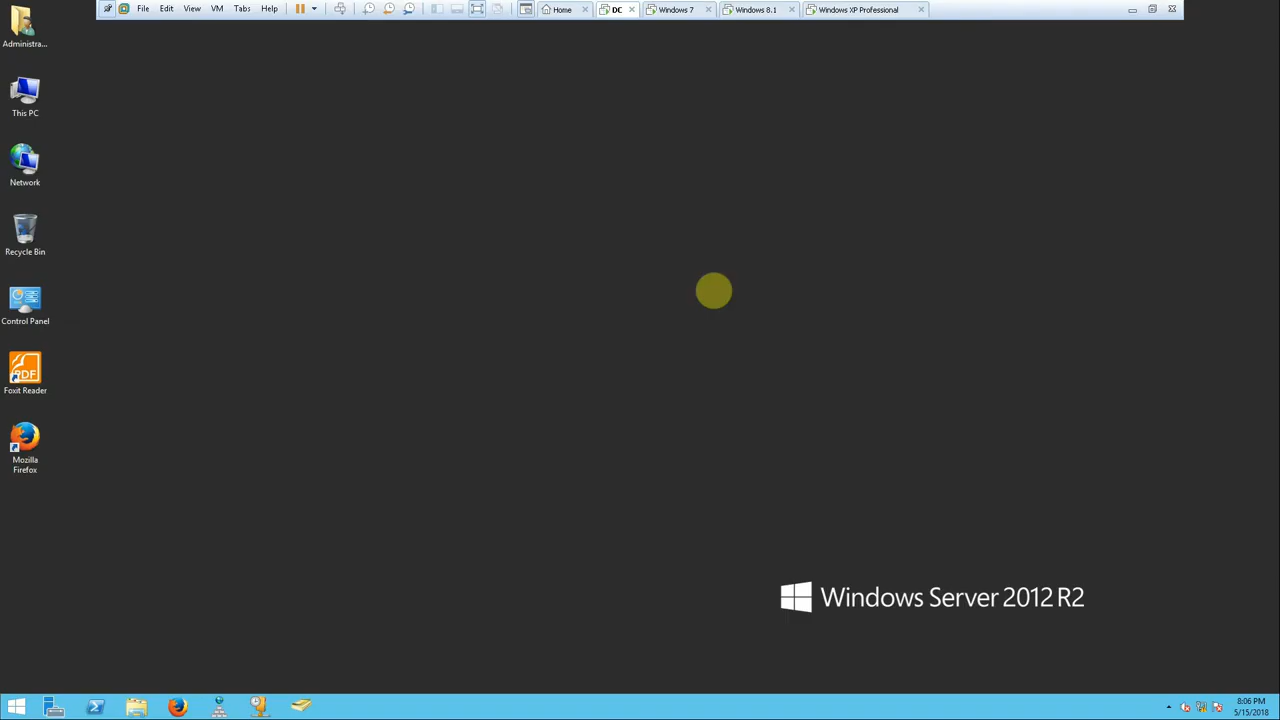 File Edit View VM Tabs Help Home DC Windows 7 Windows 8.1 Windows XP Professional
Administra...
This PC
Network
Recycle Bin
Control Panel
PDF
Foxit Reader
Mozilla
Firefox
Windows Server 2012 R2
8:06 PM
5/15/2018